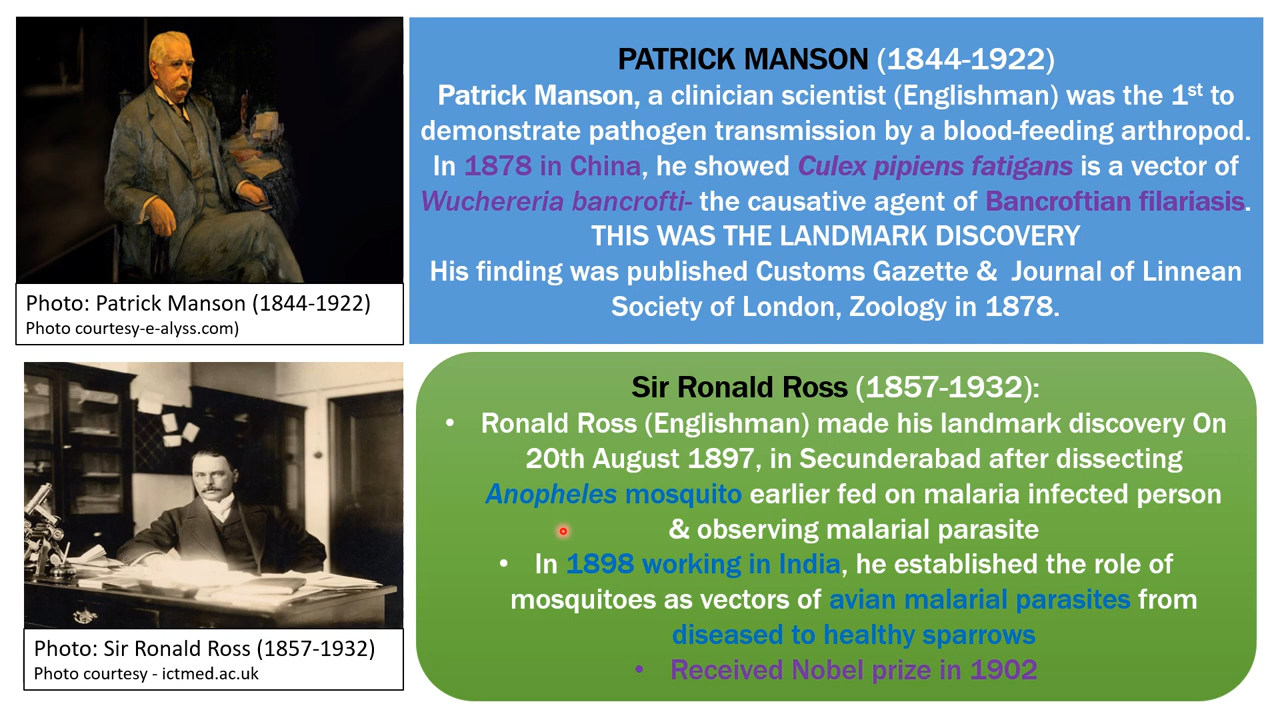 PATRICK MANSON (1844-1922)
Patrick Manson, a clinician scientist (Englishman) was the 1st to
demonstrate pathogen transmission by a blood-feeding arthropod.
In 1878 in China, he showed Culex pipiens fatigans is a vector of
Wuchereria bancrofti- the causative agent of Bancroftian filariasis.
THIS WAS THE LANDMARK DISCOVERY
His finding was published Customs Gazette & Journal of Linnean
Society of London, Zoology in 1878.
Photo: Patrick Manson (1844-1922)
Photo courtesy-e-alyss.com)
Sir Ronald Ross (1857-1932):
• Ronald Ross (Englishman) made his landmark discovery On
20th August 1897, in Secunderabad after dissecting
Anopheles mosquito earlier fed on malaria infected person
& observing malarial parasite
• In 1898 working in India, he established the role of
mosquitoes as vectors of avian malarial parasites from
diseased to healthy sparrows
• Received Nobel prize in 1902
Photo: Sir Ronald Ross (1857-1932)
Photo courtesy - ictmed.ac.uk